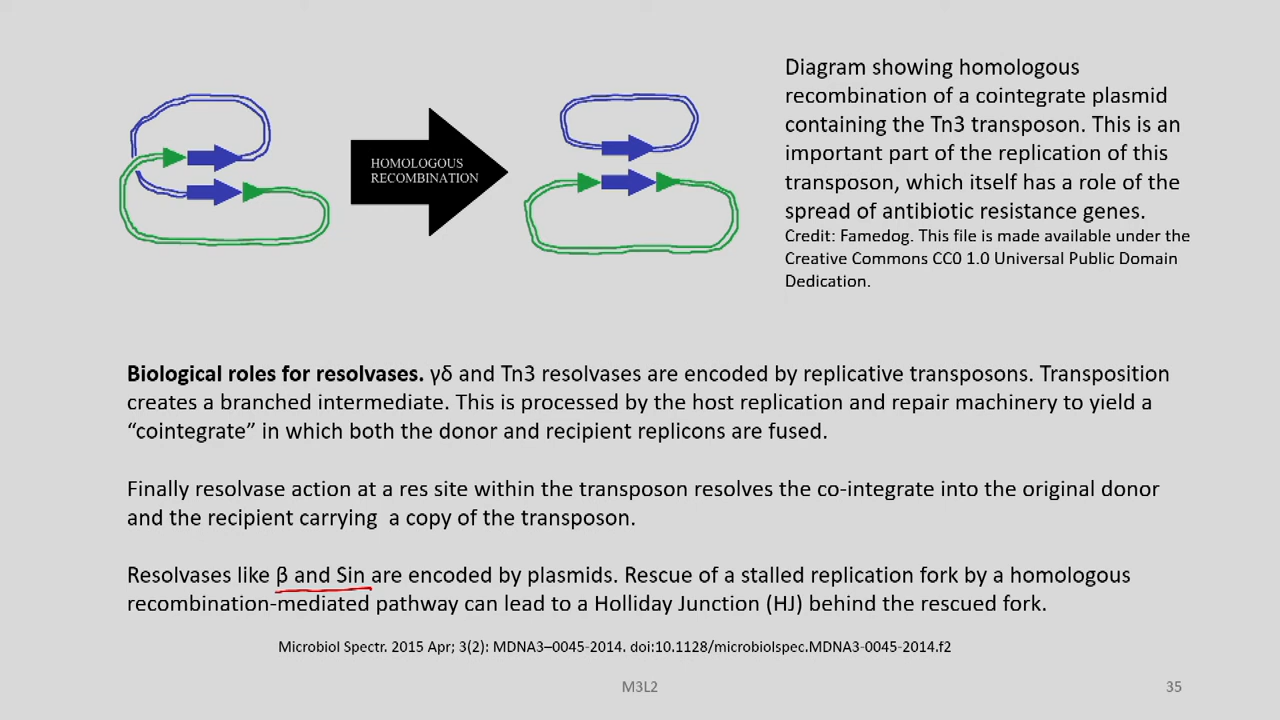 HOMOLOGOUS
RECOMBINATION
Diagram showing homologous
recombination of a cointegrate plasmid
containing the Tn3 transposon. This is an
important part of the replication of this
transposon, which itself has a role of the
spread of antibiotic resistance genes.
Credit: Famedog. This file is made available under the
Creative Commons CC0 1.0 Universal Public Domain
Dedication.
Biological roles for resolvases. γδ and Tn3 resolvases are encoded by replicative transposons. Transposition
creates a branched intermediate. This is processed by the host replication and repair machinery to yield a
“cointegrate” in which both the donor and recipient replicons are fused.
Finally resolvase action at a res site within the transposon resolves the co-integrate into the original donor
and the recipient carrying a copy of the transposon.
Resolvases like β and Sin are encoded by plasmids. Rescue of a stalled replication fork by a homologous
recombination-mediated pathway can lead to a Holliday Junction (HJ) behind the rescued fork.
Microbiol Spectr. 2015 Apr; 3(2): MDNA3–0045-2014. doi:10.1128/microbiolspec.MDNA3-0045-2014.f2
M3L2
35